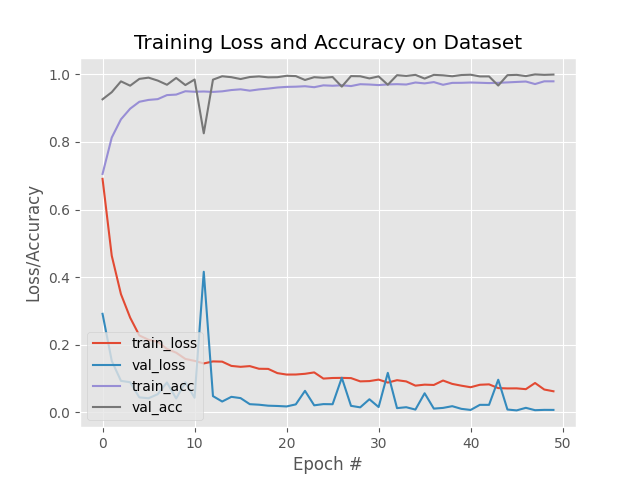 Training Loss and Accuracy on Dataset
1.0
0.8
0.6
0.4
0.2
0.0
Loss/Accuracy
train_loss
val_loss
train_acc
val_acc
0
10
20
30
40
50
Epoch #